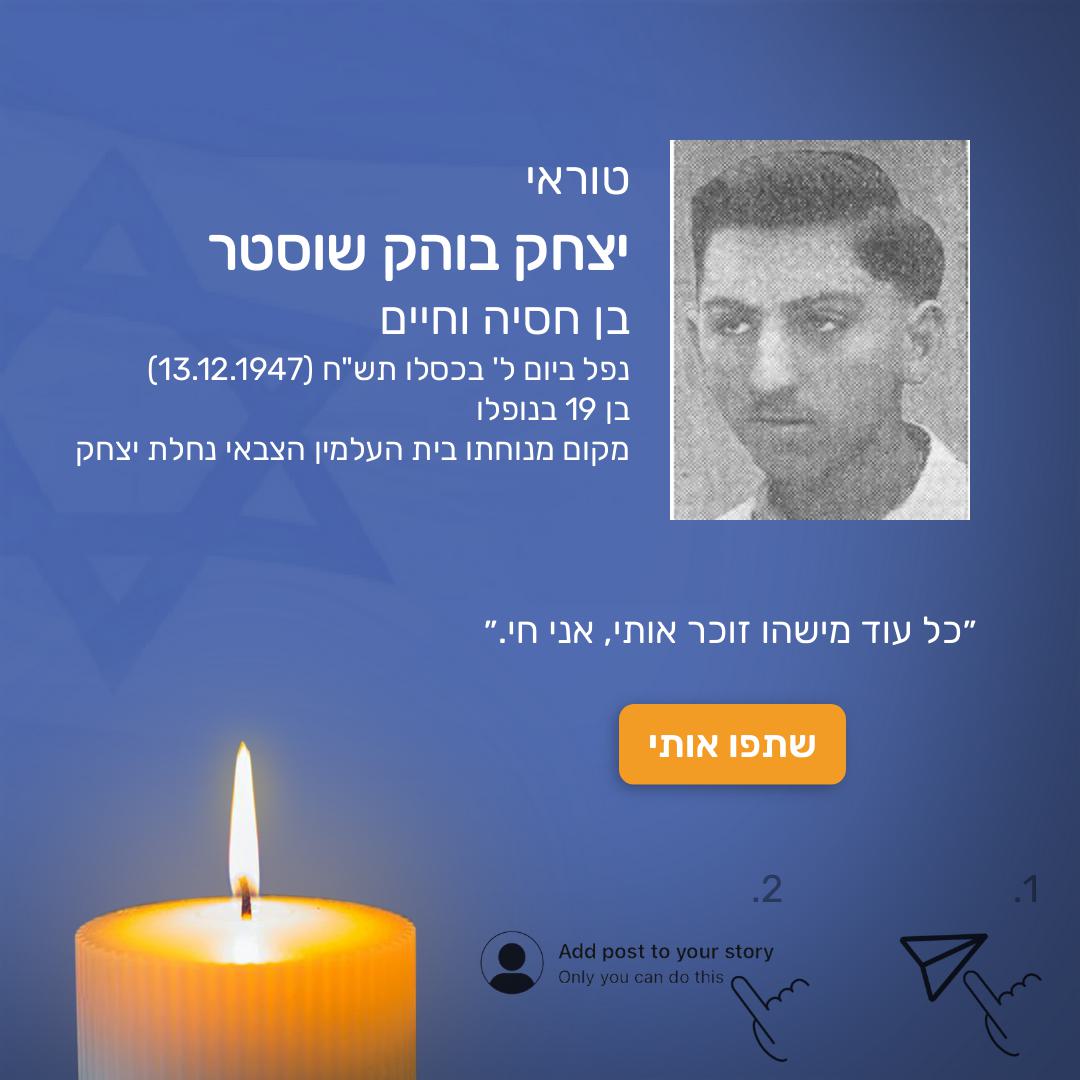 טוראי
יצחק בוהק שוסטר
בן חסיה וחיים
נפל ביום ל' בכסלו תש"ח (13.12.1947)
בן 19 בנופלו
מקום מנוחתו בית העלמין הצבאי נחלת יצחק
״כל עוד מישהו זוכר אותי, אני חי.״
שתפו אותי
1.
2.
Add post to your story
Only you can do this